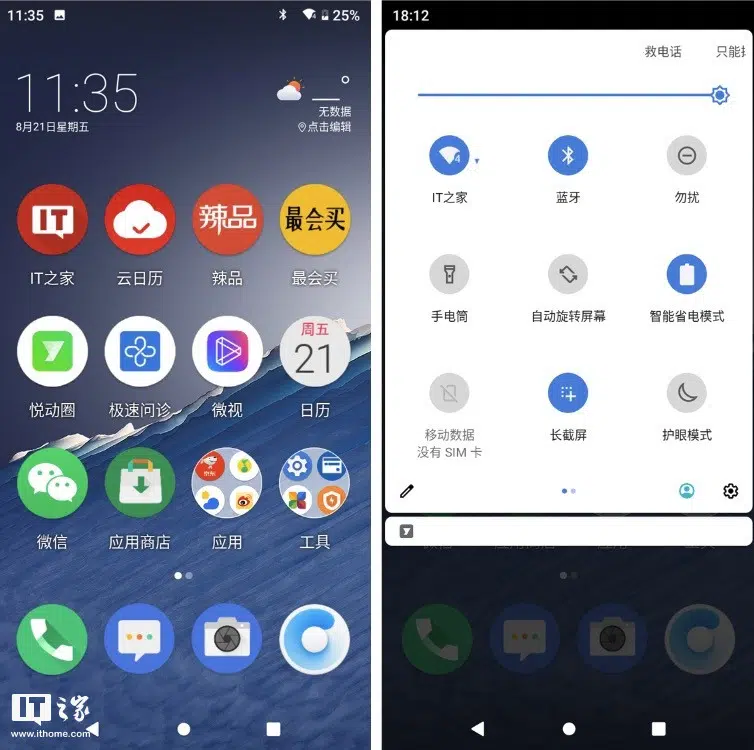 11:35
25%
11:35
8月21日星期五
无数据
点击编辑
IT
辣品
最会买
IT之家
云日历
辣品
最会买
周五
21
悦动圈
极速问诊
微视
日历
京东
微信
应用商店
应用
工具
IT之家
www.ithome.com
18:12
救电话
只能
4
IT之家
蓝牙
勿扰
手电筒
自动旋转屏幕
智能省电模式
移动数据
没有 SIM 卡
长截屏
护眼模式